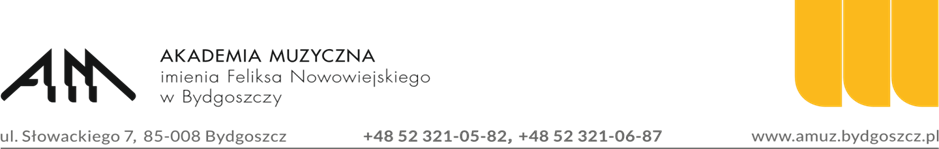 AM
AKADEMIA MUZYCZNA
imienia Feliksa Nowowiejskiego
w Bydgoszczy
ul. Słowackiego 7, 85-008 Bydgoszcz +48 52 321-05-82, +48 52 321-06-87 www.amuz.bydgoszcz.pl